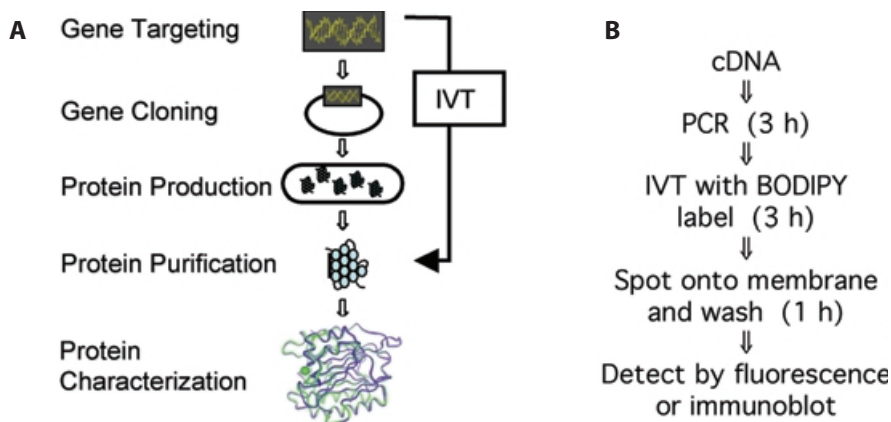 A
Gene Targeting
Gene Cloning
IVT
Protein Production
Protein Purification
Protein
Characterization
B
cDNA
PCR (3 h)
IVT with BODIPY
label (3 h)
Spot onto membrane
and wash (1 h)
Detect by fluorescence
or immunoblot